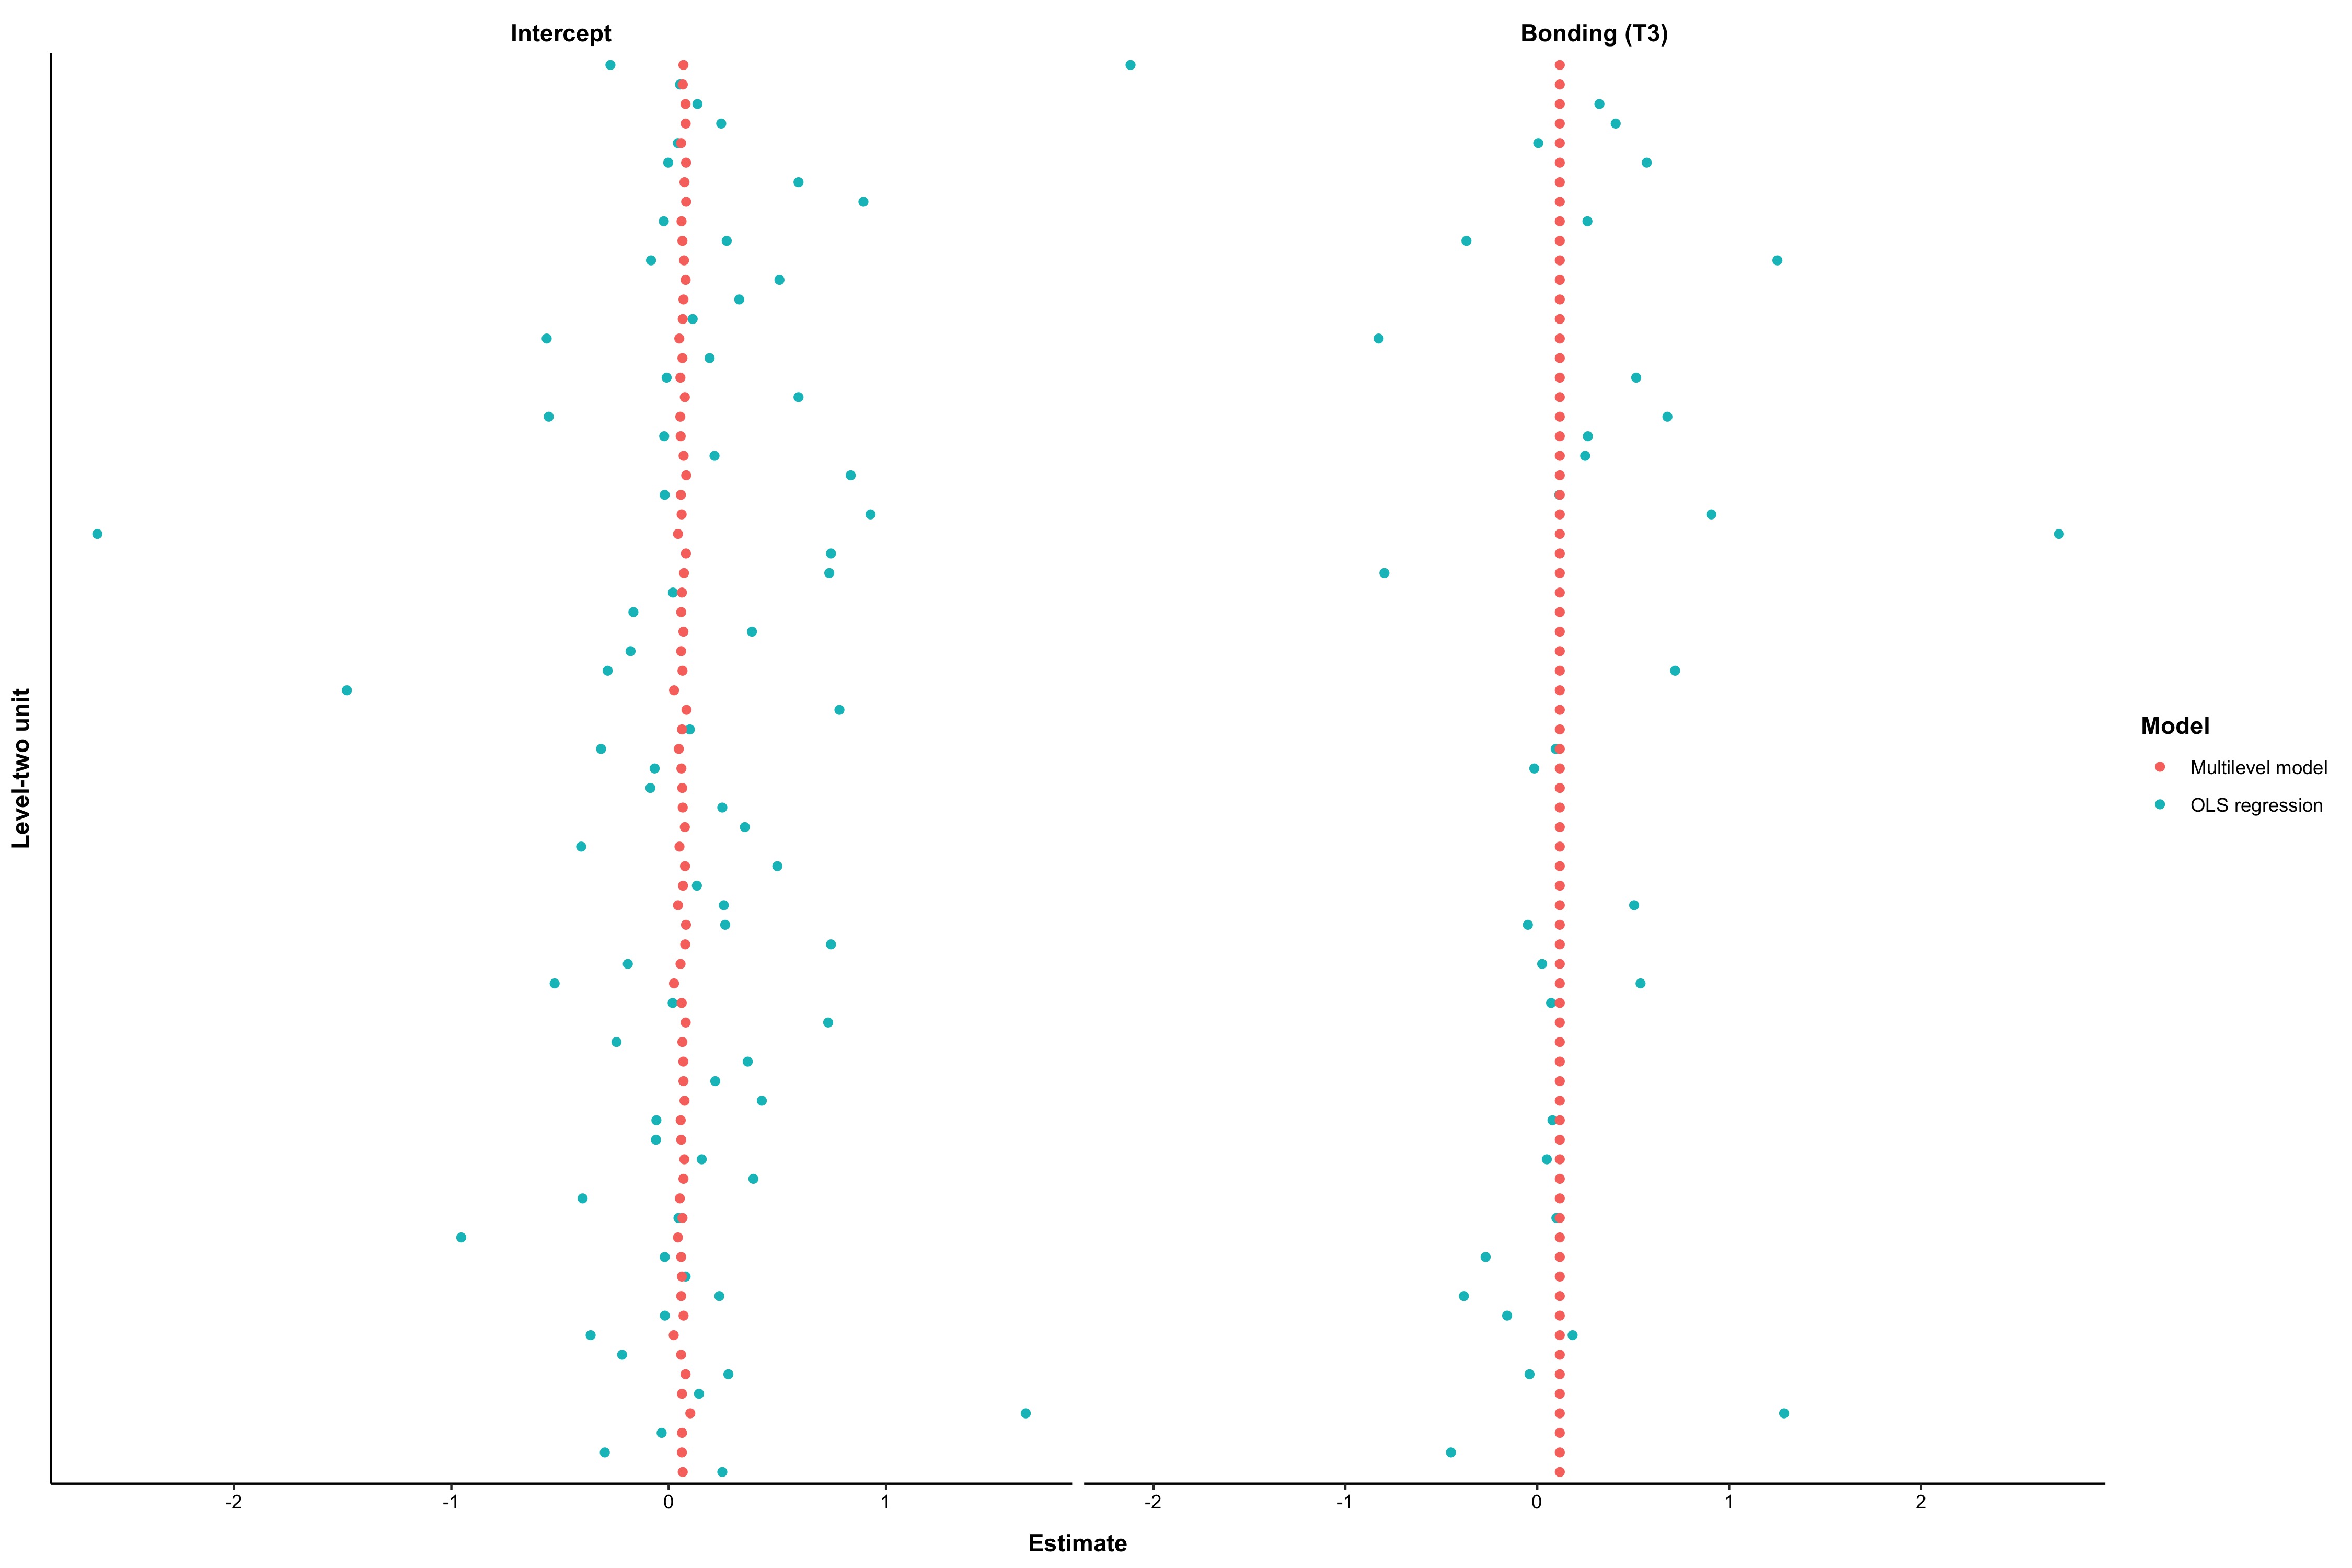 Intercept
Bonding (T3)
Level-two unit
Model
Multilevel model
OLS regression
-2 -1 0 1
-2 -1 0 1 2
Estimate